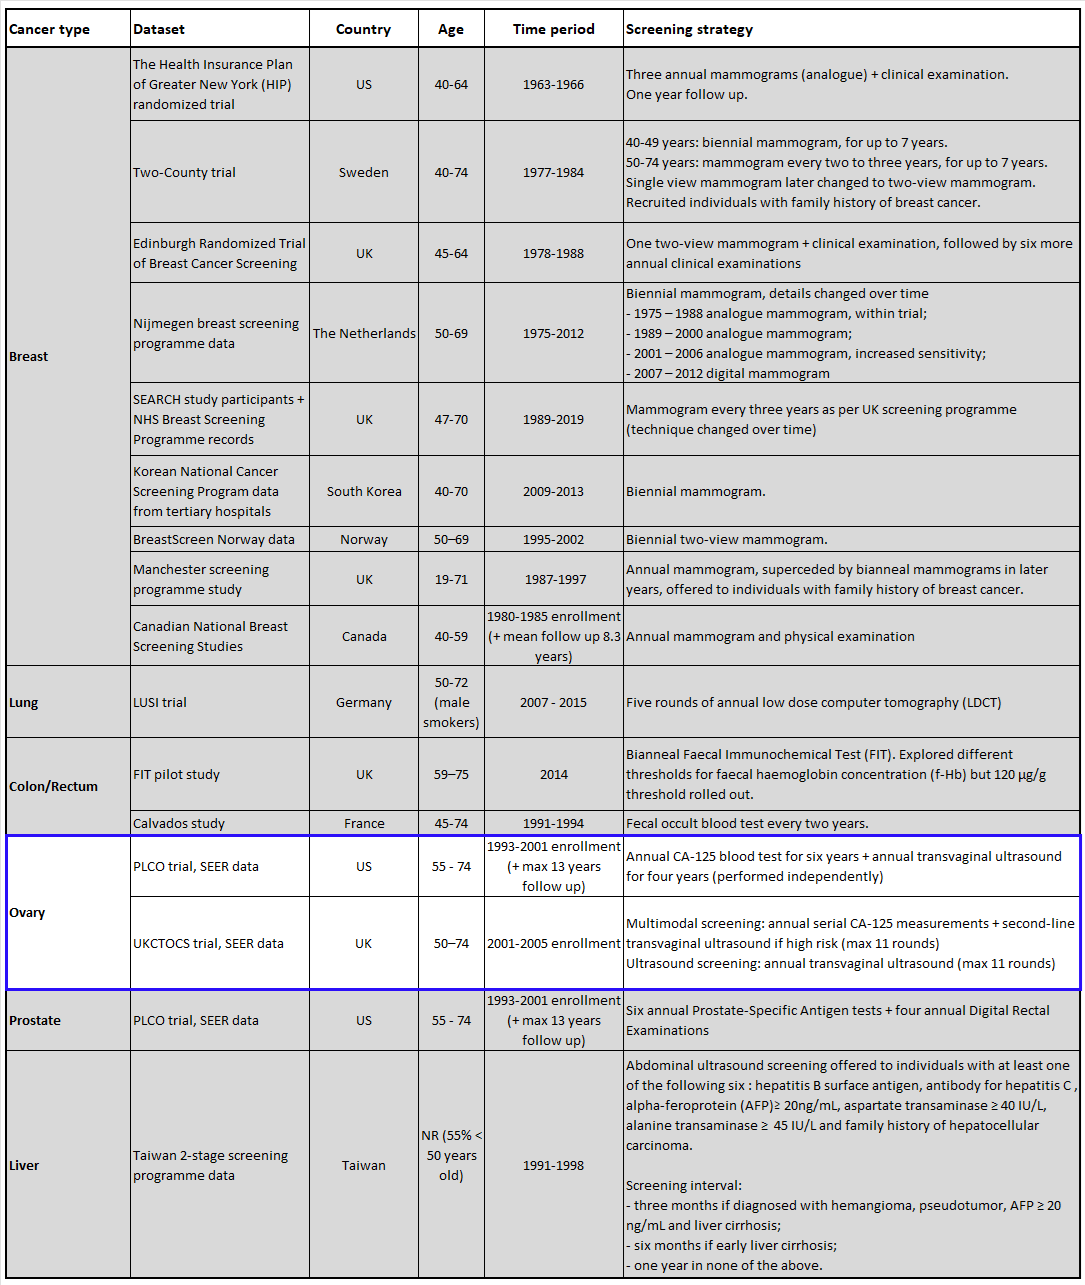 Cancer type Dataset Country Age Time period Screening strategy
Breast
The Health Insurance Plan
of Greater New York (HIP)
randomized trial
US
40-64
1963-1966
Three annual mammograms (analogue) + clinical examination.
One year follow up.
Two-County trial
Sweden
40-74
1977-1984
40-49 years: biennial mammogram, for up to 7 years.
50-74 years: mammogram every two to three years, for up to 7 years.
Single view mammogram later changed to two-view mammogram.
Recruited individuals with family history of breast cancer.
Edinburgh Randomized Trial
of Breast Cancer Screening
UK
45-64
1978-1988
One two-view mammogram + clinical examination, followed by six more
annual clinical examinations
Nijmegen breast screening
programme data
The Netherlands
50-69
1975-2012
Biennial mammogram, details changed over time
- 1975 – 1988 analogue mammogram, within trial;
- 1989 – 2000 analogue mammogram;
- 2001 – 2006 analogue mammogram, increased sensitivity;
- 2007 – 2012 digital mammogram
SEARCH study participants +
NHS Breast Screening
Programme records
UK
47-70
1989-2019
Mammogram every three years as per UK screening programme
(technique changed over time)
Korean National Cancer
Screening Program data
from tertiary hospitals
South Korea
40-70
2009-2013
Biennial mammogram.
BreastScreen Norway data
Norway
50–69
1995-2002
Biennial two-view mammogram.
Manchester screening
programme study
UK
19-71
1987-1997
Annual mammogram, superceded by bianneal mammograms in later
years, offered to individuals with family history of breast cancer.
Canadian National Breast
Screening Studies
Canada
40-59
1980-1985 enrollment
(+ mean follow up 8.3
years)
Annual mammogram and physical examination
Lung
LUSI trial
Germany
50-72
(male
smokers)
2007 - 2015
Five rounds of annual low dose computer tomography (LDCT)
Colon/Rectum
FIT pilot study
UK
59–75
2014
Bianneal Faecal Immunochemical Test (FIT). Explored different
thresholds for faecal haemoglobin concentration (f-Hb) but 120 µg/g
threshold rolled out.
Calvados study
France
45-74
1991-1994
Fecal occult blood test every two years.
Ovary
PLCO trial, SEER data
US
55 - 74
1993-2001 enrollment
(+ max 13 years
follow up)
Annual CA-125 blood test for six years + annual transvaginal ultrasound
for four years (performed independently)
UKCTOCS trial, SEER data
UK
50–74
2001-2005 enrollment
Multimodal screening: annual serial CA-125 measurements + second-line
transvaginal ultrasound if high risk (max 11 rounds)
Ultrasound screening: annual transvaginal ultrasound (max 11 rounds)
Prostate
PLCO trial, SEER data
US
55 - 74
1993-2001 enrollment
(+ max 13 years
follow up)
Six annual Prostate-Specific Antigen tests + four annual Digital Rectal
Examinations
Liver
Taiwan 2-stage screening
programme data
Taiwan
NR (55% <
50 years
old)
1991-1998
Abdominal ultrasound screening offered to individuals with at least one
of the following six : hepatitis B surface antigen, antibody for hepatitis C ,
alpha-feroprotein (AFP)≥ 20ng/mL, aspartate transaminase ≥ 40 IU/L,
alanine transaminase ≥ 45 IU/L and family history of hepatocellular
carcinoma.
Screening interval:
- three months if diagnosed with hemangioma, pseudotumor, AFP ≥ 20
ng/mL and liver cirrhosis;
- six months if early liver cirrhosis;
- one year in none of the above.